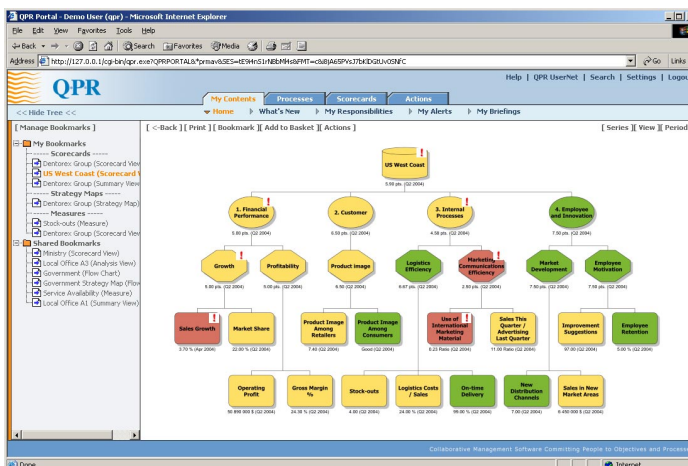 QPR Portal - Demo User (qpr) - Microsoft Internet Explorer
File Edit View Favorites Tools Help
Back Search Favorites Media
Address Go Links
QPR
Help | QPR UserNet | Search | Settings | Logou
My Contents Processes Scorecards Actions
<< Hide Tree << Home What's New My Responsibilities My Alerts My Briefings
[ Manage Bookmarks ] [ <-Back ][ Print ][ Bookmark ][ Add to Basket ][ Actions ] [ Series ][ View ][ Period
My Bookmarks
----- Scorecards -----
Dentorex Group (Scorecard View
US West Coast (Scorecard V
Dentorex Group (Summary View
----- Strategy Maps -----
Dentorex Group (Strategy Map)
----- Measures -----
Stock-outs (Measure)
Dentorex Group (Scorecard View
Shared Bookmarks
Ministry (Scorecard View)
Local Office A3 (Analysis View)
Government (Flow Chart)
Government Strategy Map (Flow
Service Availability (Measure)
Local Office A1 (Summary View)
US West Coast
5.90 pts. (Q2 2004)
1. Financial Performance
5.80 pts. (Q2 2004)
2. Customer
6.50 pts. (Q2 2004)
3. Internal Processes
4.58 pts. (Q2 2004)
4. Employee and Innovation
7.50 pts. (Q2 2004)
Growth
5.00 pts. (Q2 2004)
Profitability
5.00 pts. (Q2 2004)
Product image
6.50 (Q2 2004)
Logistics Efficiency
6.67 pts. (Q2 2004)
Marketing Communications Efficiency
2.50 pts. (Q2 2004)
Market Development
7.50 pts. (Q2 2004)
Employee Motivation
7.50 pts. (Q2 2004)
Sales Growth
3.70 % (Apr 2004)
Market Share
22.00 % (Q2 2004)
Product Image Among Retailers
7.40 (Q2 2004)
Product Image Among Consumers
Good (Q2 2004)
Use of International Marketing Material
0.23 Ratio (Q2 2004)
Sales This Quarter / Advertising Last Quarter
11.00 Ratio (Q2 2004)
Improvement Suggestions
97.00 (Q2 2004)
Employee Retention
5.00 % (Q2 2004)
Operating Profit
50 890 000 $ (Q2 2004)
Gross Margin %
24.30 % (Q2 2004)
Stock-outs
4.00 (Q2 2004)
Logistics Costs / Sales
24.00 % (Q2 2004)
On-time Delivery
99.00 % (Q2 2004)
New Distribution Channels
7.00 (Q2 2004)
Sales in New Market Areas
6 450 000 $ (Q2 2004)
Collaborative Management Software Committing People to Objectives and Processe
Done Internet